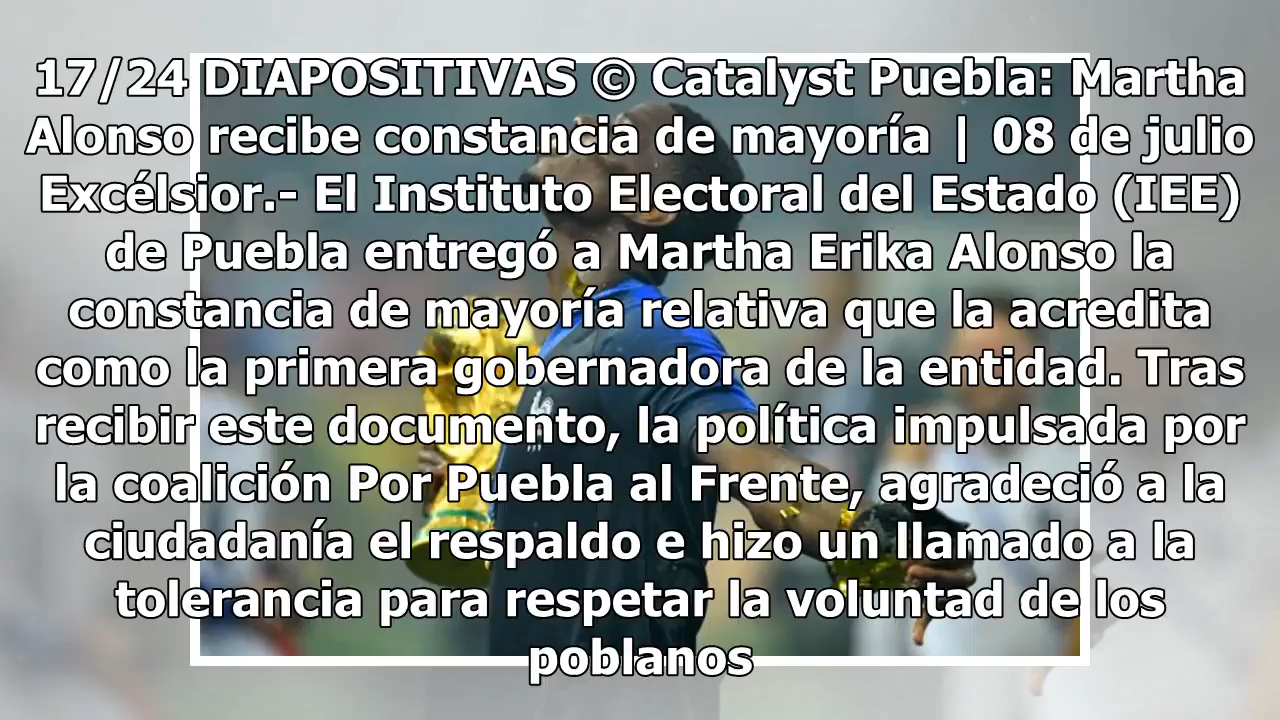 17/24 DIAPOSITIVAS © Catalyst Puebla: Martha
Alonso recibe constancia de mayoría | 08 de julio
Excélsior.- El Instituto Electoral del Estado (IEE)
de Puebla entregó a Martha Erika Alonso la
constancia de mayoría relativa que la acredita
como la primera gobernadora de la entidad. Tras
recibir este documento, la política impulsada por
la coalición Por Puebla al Frente, agradeció a la
ciudadanía el respaldo e hizo un llamado a la
tolerancia para respetar la voluntad de los
poblanos